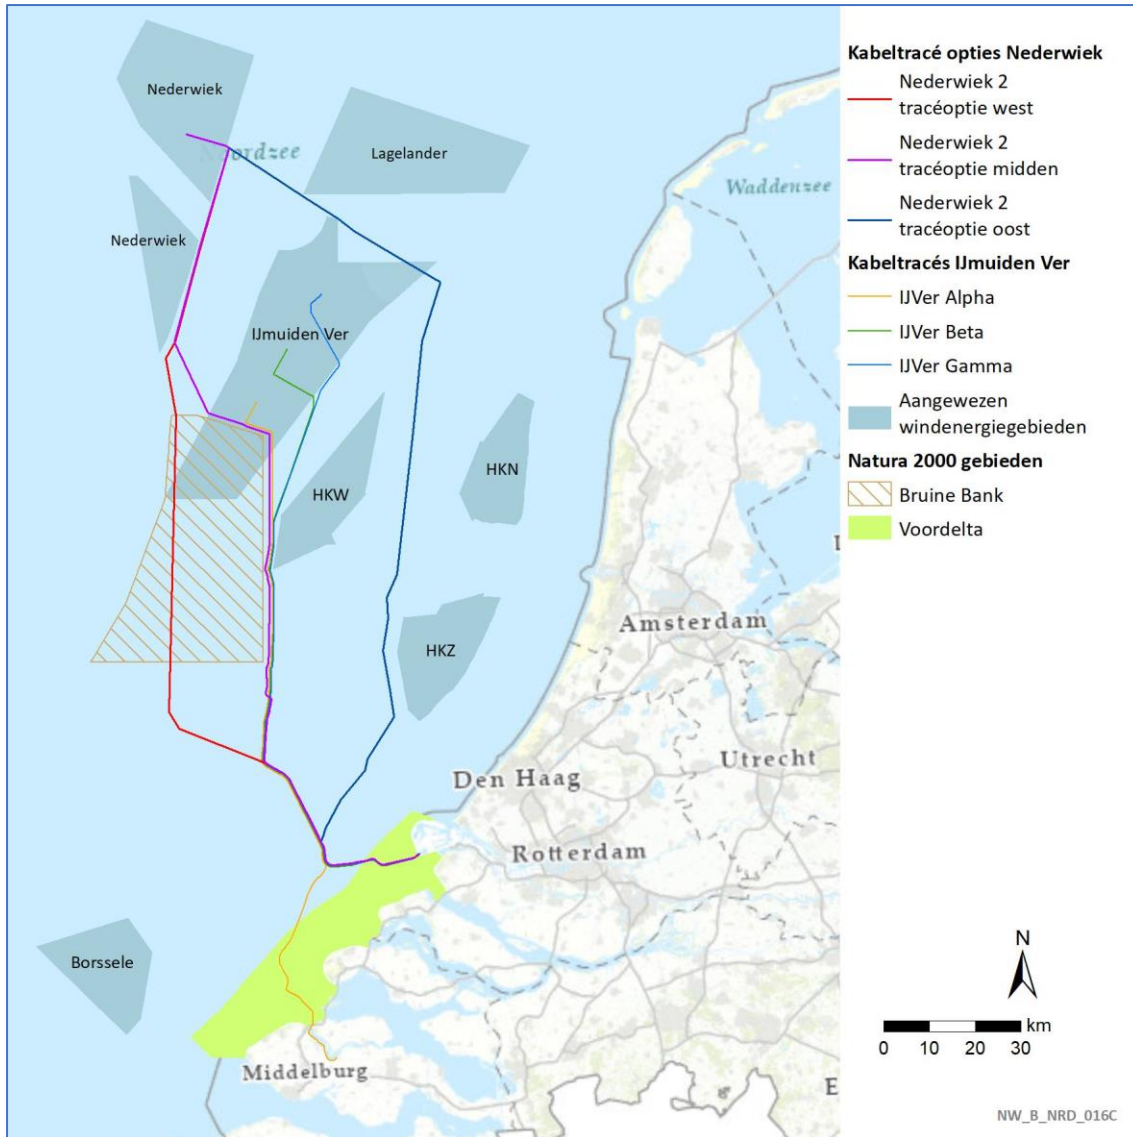 Nederwiek
Noordzee
Lagelander
Waddenzee
Nederwiek
IJmuiden Ver
HKW
HKN
HKZ
Amsterdam
Utrecht
Den Haag
Rotterdam
Borssele
Middelburg
Kabeltracé opties Nederwiek
Nederwiek 2
tracéoptie west
Nederwiek 2
tracéoptie midden
Nederwiek 2
tracéoptie oost
Kabeltracés IJmuiden Ver
IJVer Alpha
IJVer Beta
IJVer Gamma
Aangewezen
windenergiegebieden
Natura 2000 gebieden
Bruine Bank
Voordelta
N
km
0 10 20 30
NW_B_NRD_016C